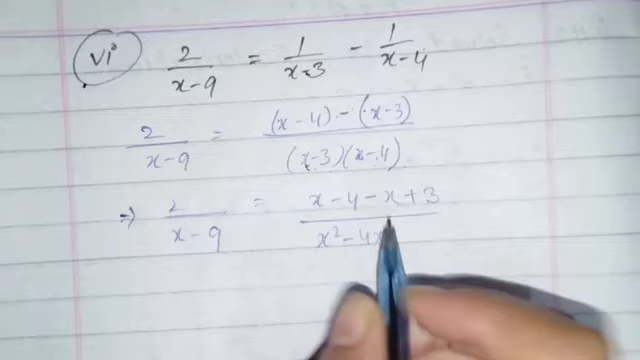 vi° 2/(x-9) = 1/(x-3) - 1/(x-4)
2/(x-9) = ((x-4)-(x-3))/((x-3)(x-4))
⇒ 2/(x-9) = (x-4-x+3)/(x²-4x